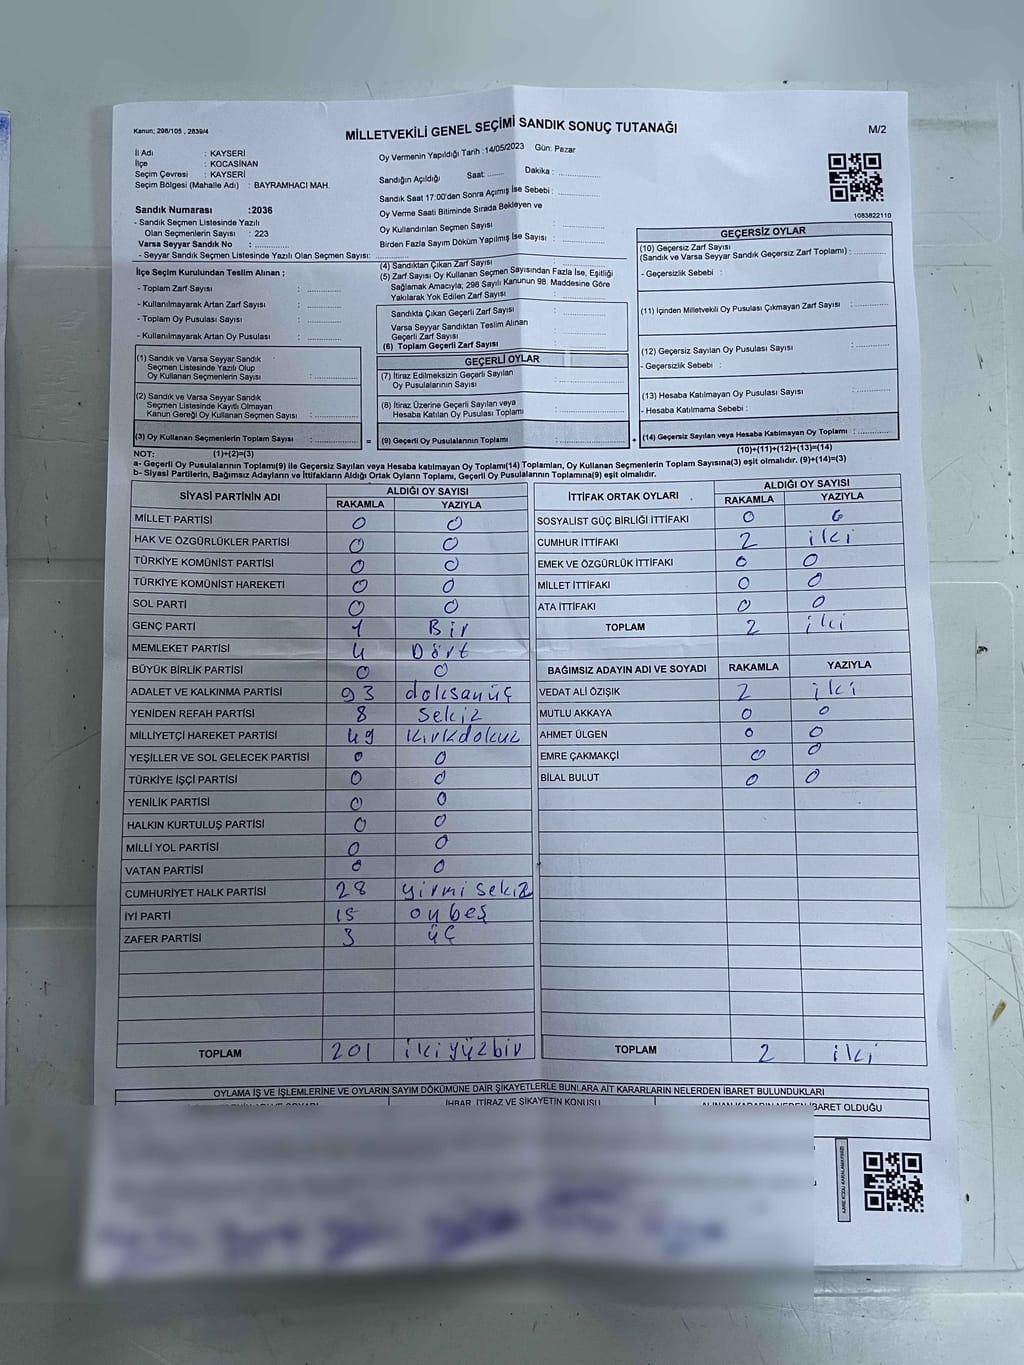 Kanun; 298/105 , 2839/4
MİLLETVEKİLİ GENEL SEÇİMİ SANDIK SONUÇ TUTANAĞI
M/2
İl Adı : KAYSERİ
İlçe : KOCASİNAN
Seçim Çevresi : KAYSERİ
Seçim Bölgesi (Mahalle Adı) : BAYRAMHACI MAH.
Sandık Numarası :2036
- Sandık Seçmen Listesinde Yazılı
Olan Seçmenlerin Sayısı : 223
Varsa Seyyar Sandık No : ............
- Seyyar Sandık Seçmen Listesinde Yazılı Olan Seçmen Sayısı: ............
Oy Vermenin Yapıldığı Tarih :14/05/2023 Gün: Pazar
Sandığın Açıldığı Saat: ........ Dakika : ............
Sandık Saat 17:00'den Sonra Açımış İse Sebebi : ............
Oy Verme Saati Bitiminde Sırada Bekleyen ve
Oy Kullandırılan Seçmen Sayısı : ............
Birden Fazla Sayım Döküm Yapılmış İse Sayısı : ............
1083822110
İlçe Seçim Kurulundan Teslim Alınan ;
- Toplam Zarf Sayısı : ............
- Kullanılmayarak Artan Zarf Sayısı : ............
- Toplam Oy Pusulası Sayısı : ............
- Kullanılmayarak Artan Oy Pusulası : ............
(4) Sandıktan Çıkan Zarf Sayısı : ............
(5) Zarf Sayısı Oy Kullanan Seçmen Sayısından Fazla İse, Eşitliği
Sağlamak Amacıyla; 298 Sayılı Kanunun 98. Maddesine Göre
Yakılarak Yok Edilen Zarf Sayısı : ............
Sandıkta Çıkan Geçerli Zarf Sayısı : ............
Varsa Seyyar Sandıktan Teslim Alınan
Geçerli Zarf Sayısı : ............
(6) Toplam Geçerli Zarf Sayısı : ............
GEÇERSİZ OYLAR
(10) Geçersiz Zarf Sayısı
(Sandık ve Varsa Seyyar Sandık Geçersiz Zarf Toplamı) : ............
- Geçersizlik Sebebi :
(11) İçinden Milletvekili Oy Pusulası Çıkmayan Zarf Sayısı : ............
(12) Geçersiz Sayılan Oy Pusulası Sayısı : ............
- Geçersizlik Sebebi :
(13) Hesaba Katılmayan Oy Pusulası Sayısı : ............
- Hesaba Katılmama Sebebi :
(14) Geçersiz Sayılan veya Hesaba Katılmayan Oy Toplamı : ............
(10)+(11)+(12)+(13)=(14)
(1) Sandık ve Varsa Seyyar Sandık
Seçmen Listesinde Yazılı Olup
Oy Kullanan Seçmenlerin Sayısı : ............
(2) Sandık ve Varsa Seyyar Sandık
Seçmen Listesinde Kayıtlı Olmayan
Kanun Gereği Oy Kullanan Seçmen Sayısı : ............
(3) Oy Kullanan Seçmenlerin Toplam Sayısı : ............ =
GEÇERLİ OYLAR
(7) İtiraz Edilmeksizin Geçerli Sayılan
Oy Pusulalarının Sayısı : ............
(8) İtiraz Üzerine Geçerli Sayılan veya
Hesaba Katılan Oy Pusulası Toplamı : ............
(9) Geçerli Oy Pusulalarının Toplamı : ............ +
NOT: (1)+(2)=(3)
a- Geçerli Oy Pusulalarının Toplamı(9) ile Geçersiz Sayılan veya Hesaba katılmayan Oy Toplamı(14) Toplamları, Oy Kullanan Seçmenlerin Toplam Sayısına(3) eşit olmalıdır. (9)+(14)=(3)
b- Siyasi Partilerin, Bağımsız Adayların ve İttifakların Aldığı Ortak Oyların Toplamı, Geçerli Oy Pusulalarının Toplamına(9) eşit olmalıdır.
SİYASİ PARTİNİN ADI ALDIĞI OY SAYISI
RAKAMLA YAZIYLA
MİLLET PARTİSİ 0 0
HAK VE ÖZGÜRLÜKLER PARTİSİ 0 0
TÜRKİYE KOMÜNİST PARTİSİ 0 0
TÜRKİYE KOMÜNİST HAREKETİ 0 0
SOL PARTİ 0 0
GENÇ PARTİ 1 Bir
MEMLEKET PARTİSİ 4 Dört
BÜYÜK BİRLİK PARTİSİ 0 0
ADALET VE KALKINMA PARTİSİ 93 doksanüç
YENİDEN REFAH PARTİSİ 8 Sekiz
MİLLİYETÇİ HAREKET PARTİSİ 49 Kırkdokuz
YEŞİLLER VE SOL GELECEK PARTİSİ 0 0
TÜRKİYE İŞÇİ PARTİSİ 0 0
YENİLİK PARTİSİ 0 0
HALKIN KURTULUŞ PARTİSİ 0 0
MİLLİ YOL PARTİSİ 0 0
VATAN PARTİSİ 0 0
CUMHURİYET HALK PARTİSİ 28 yirmi sekiz
İYİ PARTİ 15 on beş
ZAFER PARTİSİ 3 üç
TOPLAM 201 ikiyüzbir
İTTİFAK ORTAK OYLARI ALDIĞI OY SAYISI
RAKAMLA YAZIYLA
SOSYALİST GÜÇ BİRLİĞİ İTTİFAKI 0 0
CUMHUR İTTİFAKI 2 iki
EMEK VE ÖZGÜRLÜK İTTİFAKI 0 0
MİLLET İTTİFAKI 0 0
ATA İTTİFAKI 0 0
TOPLAM 2 iki
BAĞIMSIZ ADAYIN ADI VE SOYADI RAKAMLA YAZIYLA
VEDAT ALİ ÖZIŞIK 2 iki
MUTLU AKKAYA 0 0
AHMET ÜLGEN 0 0
EMRE ÇAKMAKÇİ 0 0
BİLAL BULUT 0 0
TOPLAM 2 iki
OYLAMA İŞ VE İŞLEMLERİNE VE OYLARIN SAYIM DÖKÜMÜNE DAİR ŞİKAYETLERLE BUNLARA AİT KARARLARIN NELERDEN İBARET BULUNDUKLARI
İHBAR, İTİRAZ VE ŞİKAYETİN KONUSU
ALINAN KARARIN NEDEN İBARET OLDUĞU